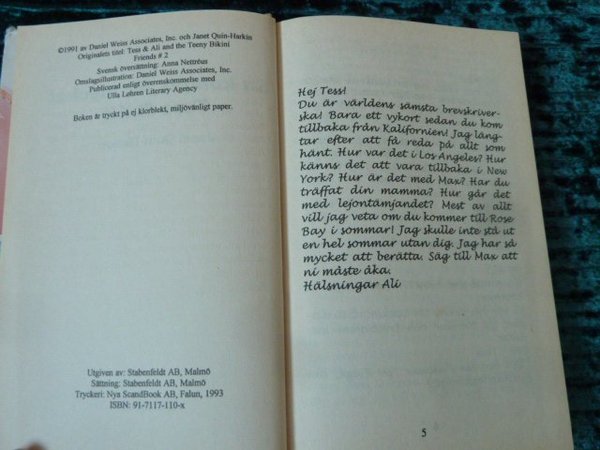 ©1991 av Daniel Weiss Associates, Inc. och Janet Quin-Harkin
Originalets titel: Tess & Ali and the Teeny Bikini
Friends # 2
Svensk översättning: Anna Nettréus
Omslagsillustration: Daniel Weiss Associates, Inc.
Publicerad enligt överenskommelse med
Ulla Løhren Literary Agency
Boken är tryckt på ej klorblekt, miljövänligt paper.
Utgiven av: Stabenfeldt AB, Malmö
Sättning: Stabenfeldt AB, Malmö
Tryckeri: Nya ScandBook AB, Falun, 1993
ISBN: 91-7117-110-x
Hej Tess!
Du är världens sämsta brevskriver-
ska! Bara ett vykort sedan du kom
tillbaka från Kalifornien! Jag läng-
tar efter att få reda på allt som
hänt. Hur var det i Los Angeles? Hur
känns det att vara tillbaka i New
York? Hur är det med Max? Har du
träffat din mamma? Hur går det
med lejontämjandet? Mest av allt
vill jag veta om du kommer till Rose
Bay i sommar! Jag skulle inte stå ut
en hel sommar utan dig. Jag har så
mycket att berätta. Säg till Max att
ni måste åka.
Hälsningar Ali
5